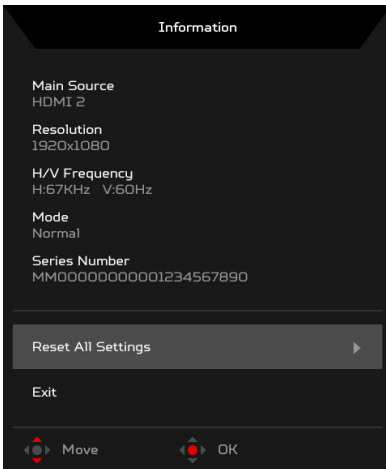 Information
Main Source
HDMI 2
Resolution
1920x1080
H/V Frequency
H:67KHz V:60Hz
Mode
Normal
Series Number
MM00000000001234567890
Reset All Settings
Exit
Move OK